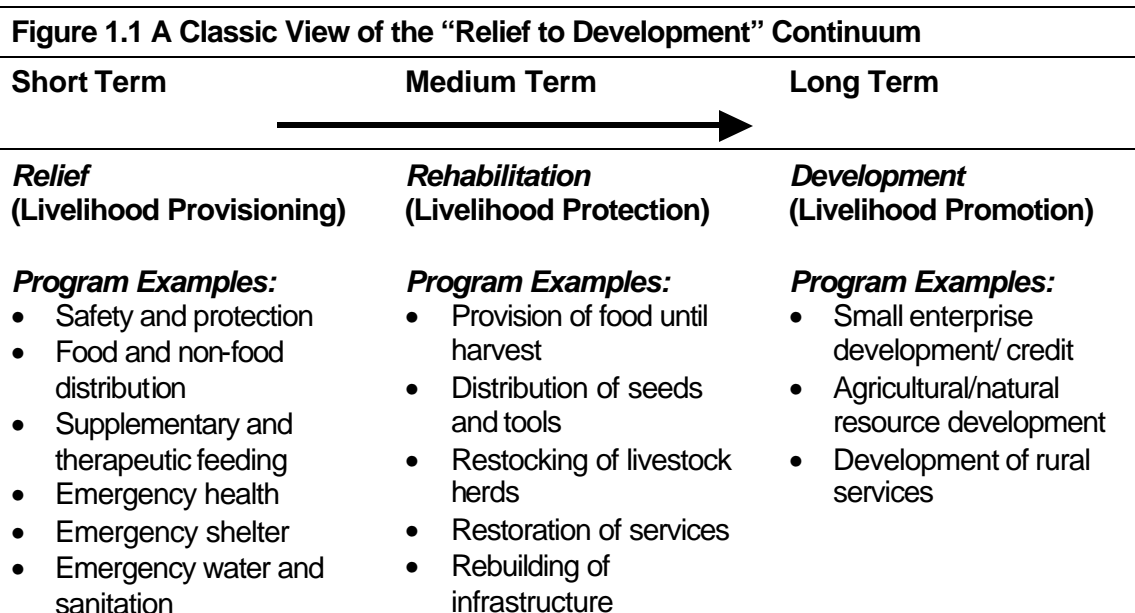 Figure 1.1 A Classic View of the “Relief to Development” Continuum
Short Term
Medium Term
Long Term
Relief
(Livelihood Provisioning)
Program Examples:
• Safety and protection
• Food and non-food
distribution
• Supplementary and
therapeutic feeding
• Emergency health
• Emergency shelter
• Emergency water and
sanitation
Rehabilitation
(Livelihood Protection)
Program Examples:
• Provision of food until
harvest
• Distribution of seeds
and tools
• Restocking of livestock
herds
• Restoration of services
• Rebuilding of
infrastructure
Development
(Livelihood Promotion)
Program Examples:
• Small enterprise
development/ credit
• Agricultural/natural
resource development
• Development of rural
services